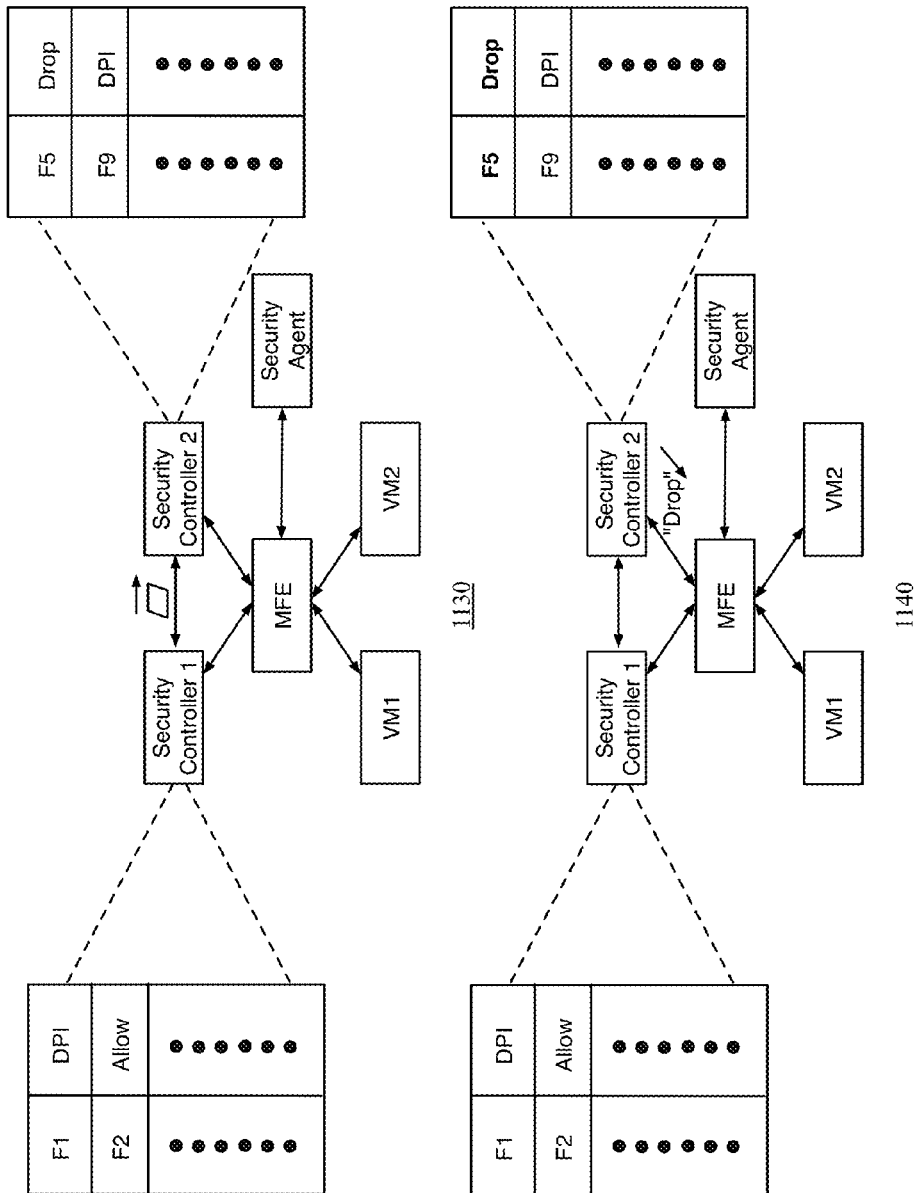 F1 DPI
F2 Allow
Security
Controller 1
Security
Controller 2
MFE
Security
Agent
VM1
VM2
F5 Drop
F9 DPI
1130
F1 DPI
F2 Allow
Security
Controller 1
Security
Controller 2
"Drop"
MFE
Security
Agent
VM1
VM2
F5 Drop
F9 DPI
1140